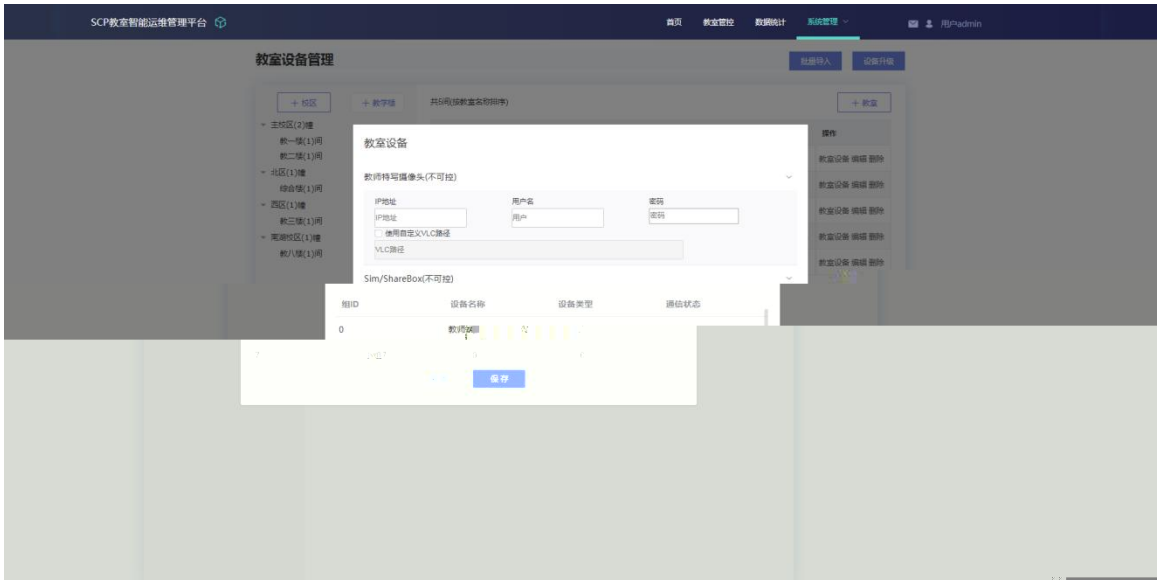 SCP教室智能运维管理平台 首页 教室管控 数据统计 系统管理 用户admin
教室设备管理 批量导入 设备升级
+ 校区 + 教学楼 共5间(按教室名称排序) + 教室
主校区(2)幢
教一楼(1)间
教二楼(1)间
北区(1)幢
综合楼(1)间
西区(1)幢
教三楼(1)间
南湖校区(1)幢
教八楼(1)间
操作
教室设备 编辑 删除
教室设备 编辑 删除
教室设备 编辑 删除
教室设备 编辑 删除
教室设备 编辑 删除
教室设备
教师特写摄像头(不可控)
IP地址 用户名 密码
IP地址 用户 密码
使用自定义VLC路径
VLC路径
Sim/ShareBox(不可控)
组ID 设备名称 设备类型 通信状态
0
保存